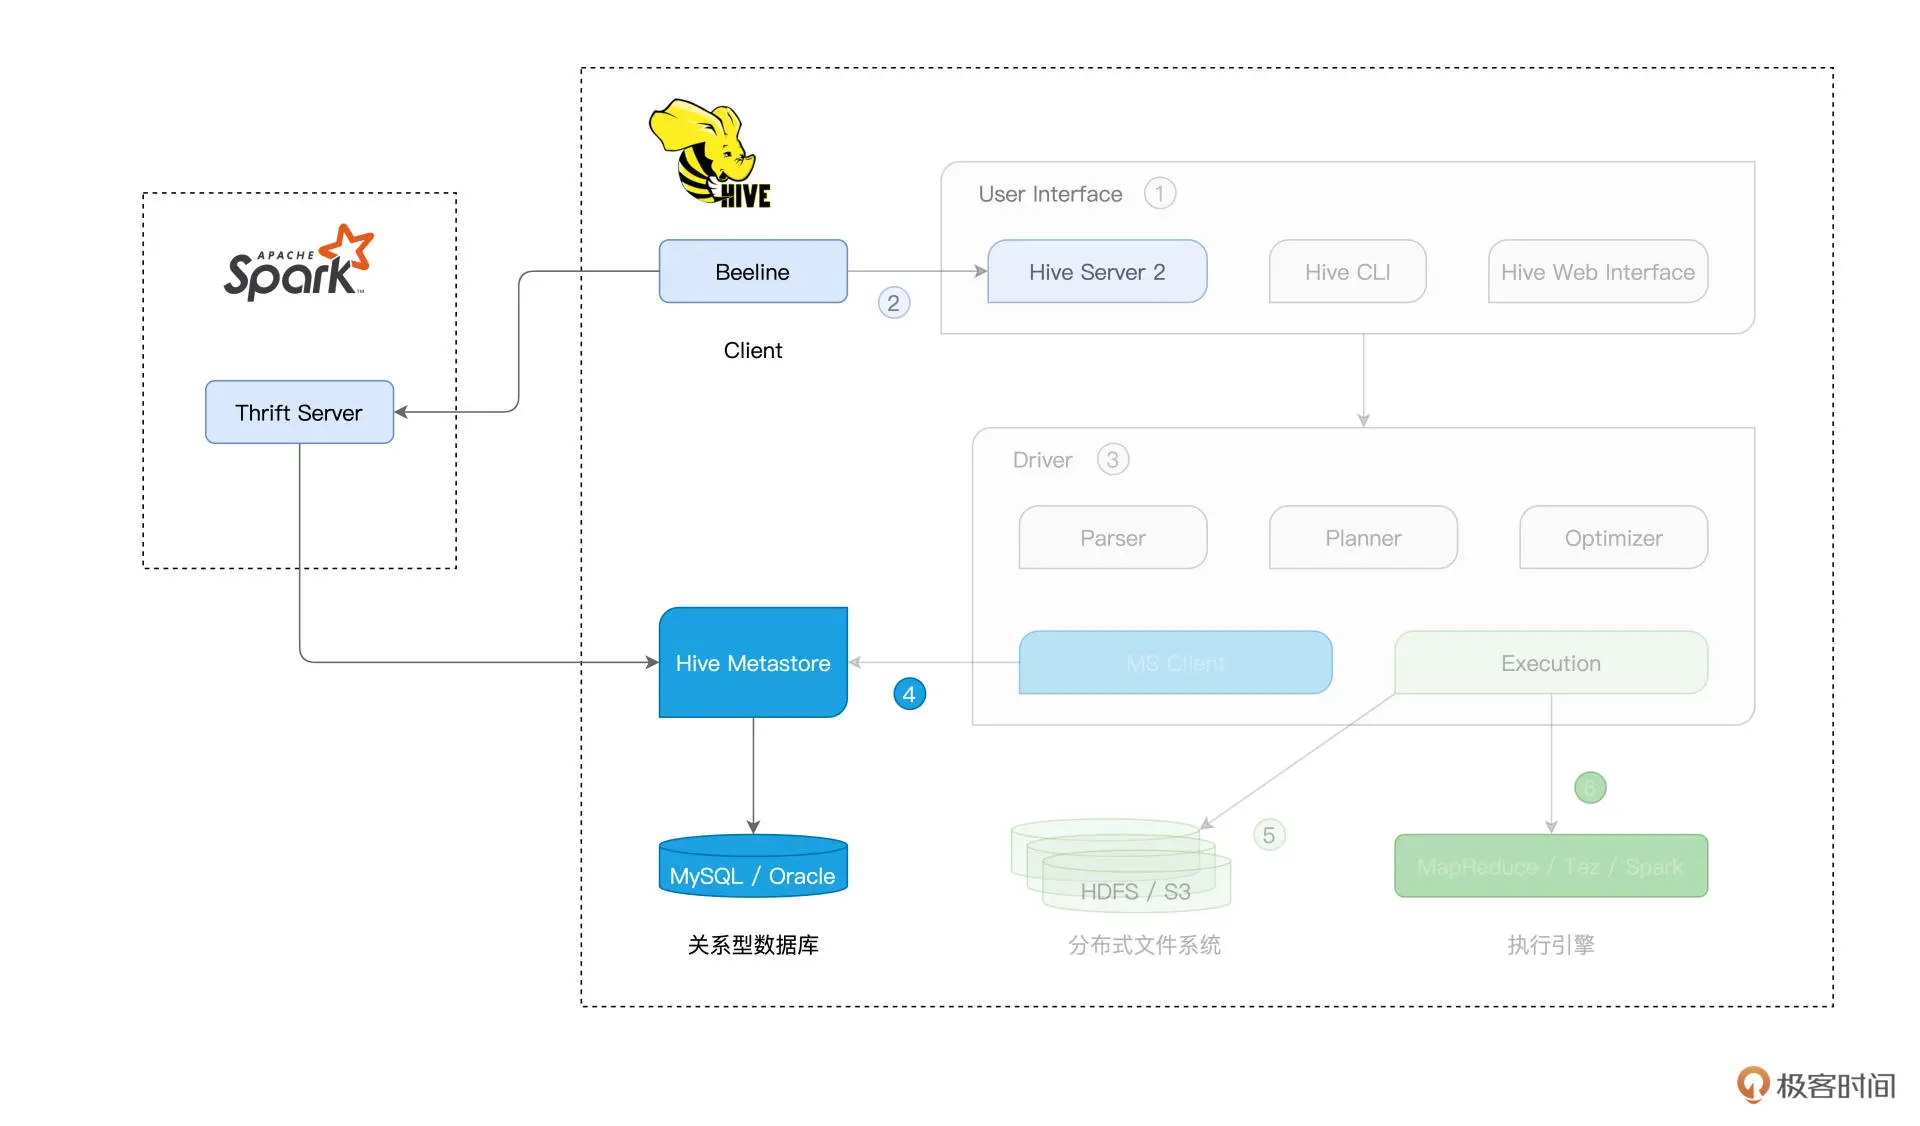 HIVE
User Interface 1
APACHE
Spark™
Beeline
2
Hive Server 2
Hive CLI
Hive Web Interface
Client
Thrift Server
Driver 3
Parser
Planner
Optimizer
Hive Metastore
4
MS Client
Execution
6
5
MySQL / Oracle
HDFS / S3
MapReduce / Tez / Spark
关系型数据库
分布式文件系统
执行引擎
极客时间